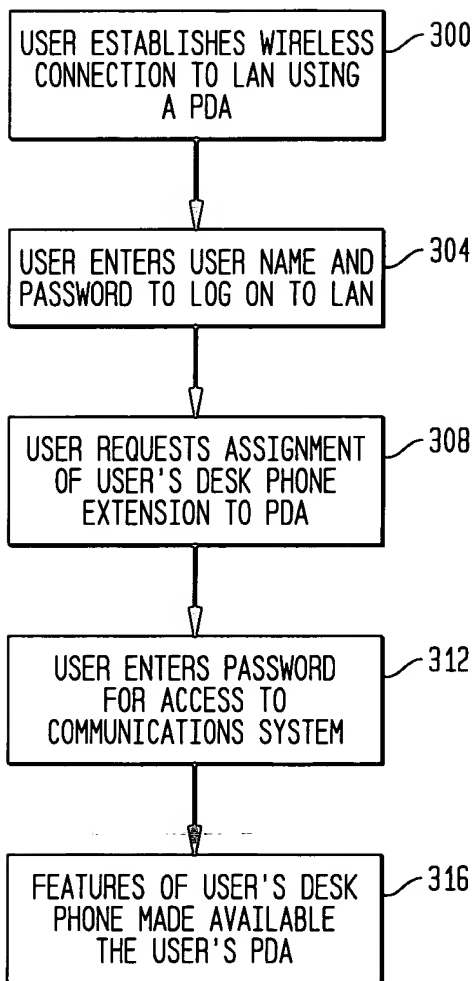 USER ESTABLISHES WIRELESS
CONNECTION TO LAN USING
A PDA
300
USER ENTERS USER NAME AND
PASSWORD TO LOG ON TO LAN
304
USER REQUESTS ASSIGNMENT
OF USER'S DESK PHONE
EXTENSION TO PDA
308
USER ENTERS PASSWORD
FOR ACCESS TO
COMMUNICATIONS SYSTEM
312
FEATURES OF USER'S DESK
PHONE MADE AVAILABLE
THE USER'S PDA
316